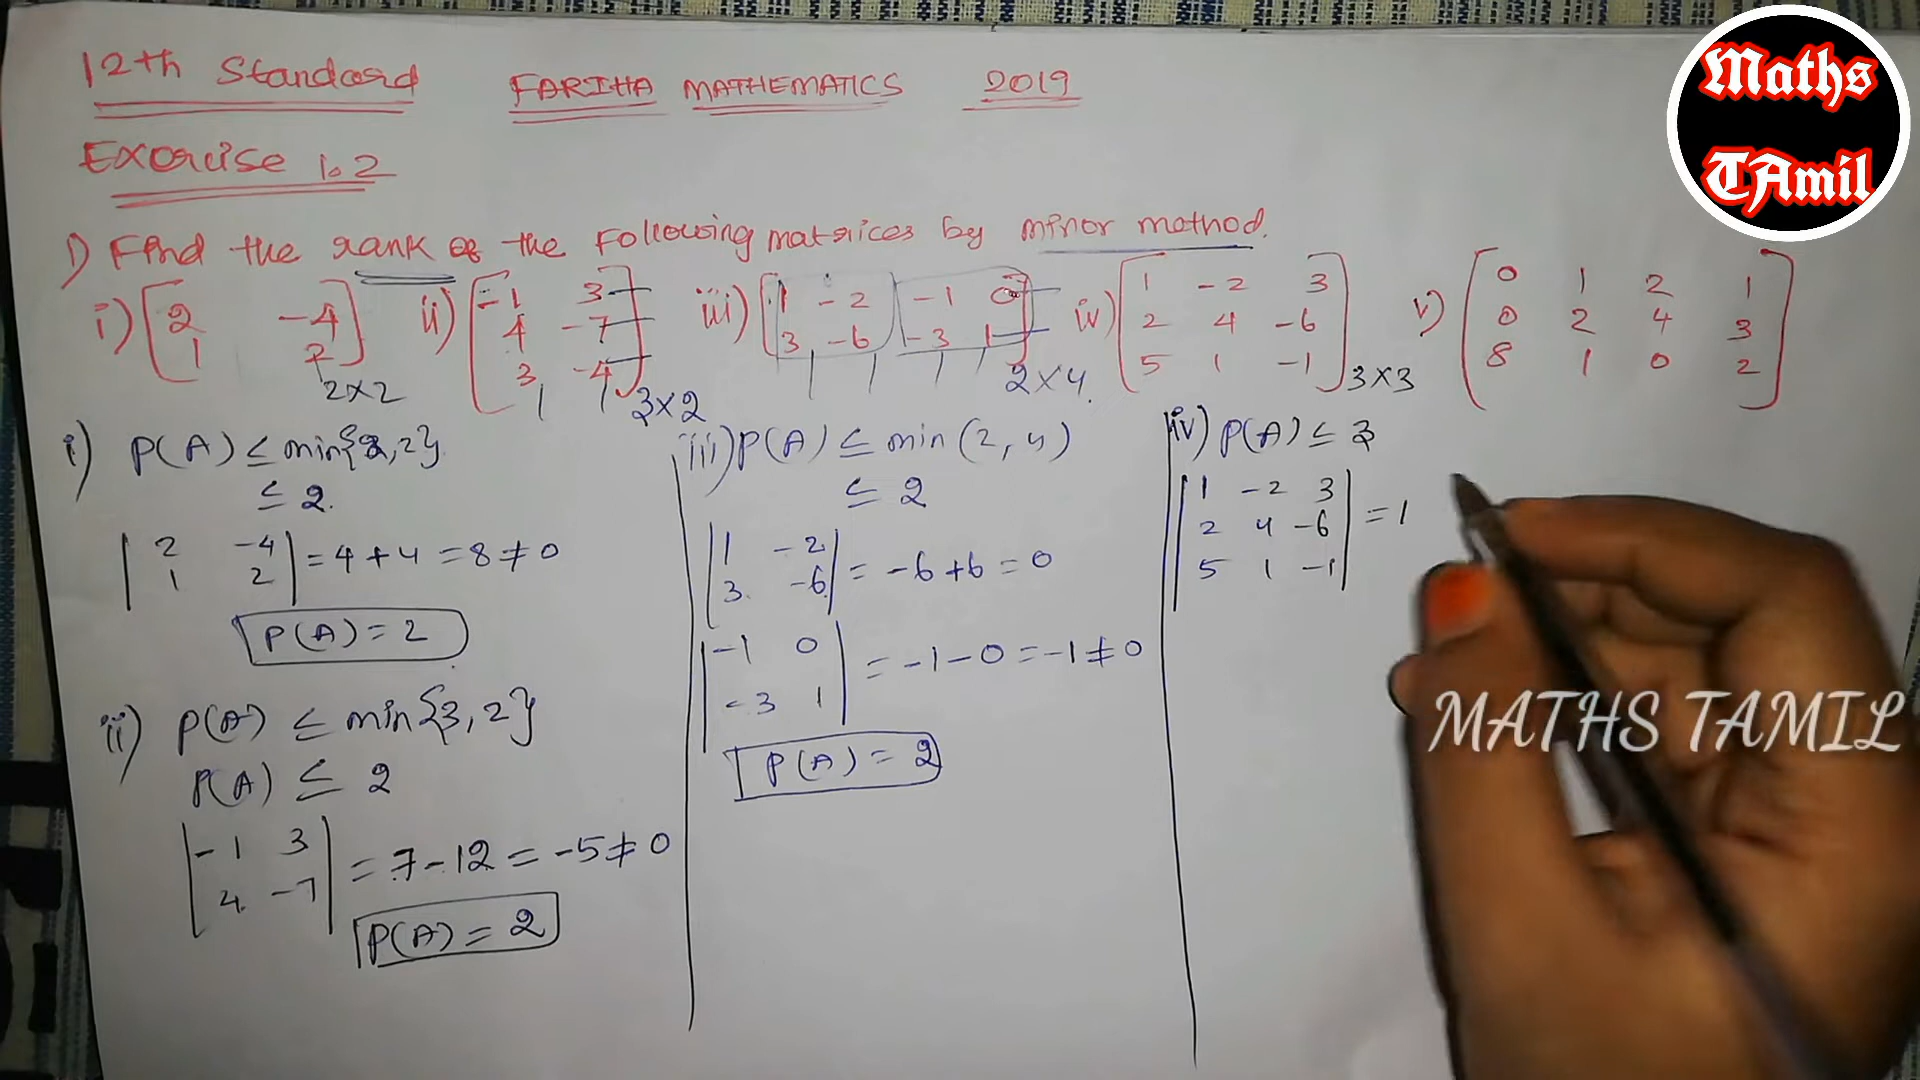 12th Standard FARITHA MATHEMATICS 2019
Exercise 1.2
1) Find the rank of the following matrices by minor method.
i) [2 -4
1 2] 2×2
ii) [-1 3
4 -7
3 -4] 3×2
iii) [1 -2 -1 0
3 -6 -3 1] 2×4
iv) [1 -2 3
2 4 -6
5 1 -1] 3×3
v) [0 1 2 1
0 2 4 3
8 1 0 2]
i) P(A) ≤ min{2,2}
≤ 2.
|2 -4
1 2| = 4+4 = 8 ≠ 0
P(A) = 2
ii) P(A) ≤ min{3,2}
P(A) ≤ 2
|-1 3
4 -7| = 7-12 = -5 ≠ 0
P(A) = 2
iii) P(A) ≤ min(2,4)
≤ 2
|1 -2
3 -6| = -6+6 = 0
|-1 0
-3 1| = -1-0 = -1 ≠ 0
P(A) = 2
iv) P(A) ≤ 3
|1 -2 3
2 4 -6
5 1 -1| = 1
Maths
TAmil
MATHS TAMIL